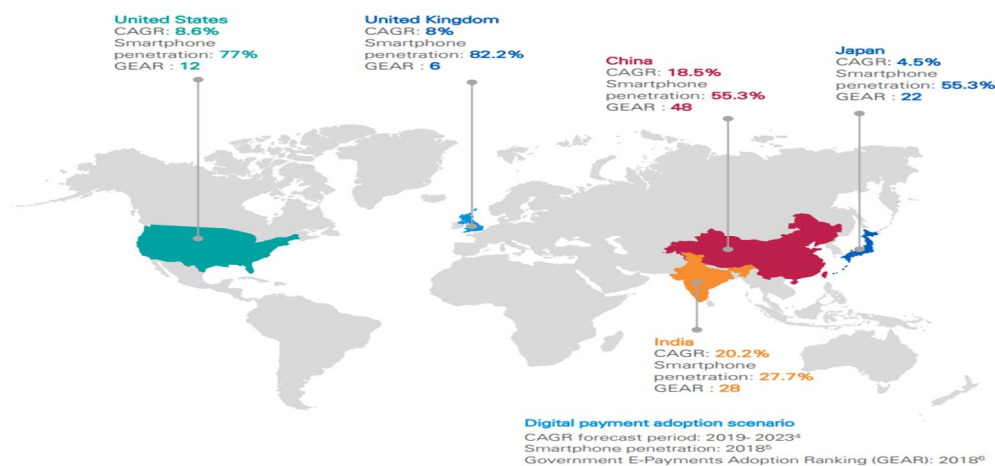 United States
CAGR: 8.6%
Smartphone
penetration: 77%
GEAR : 12
United Kingdom
CAGR: 8%
Smartphone
penetration: 82.2%
GEAR : 6
China
CAGR: 18.5%
Smartphone
penetration: 55.3%
GEAR : 48
Japan
CAGR: 4.5%
Smartphone
penetration: 55.3%
GEAR : 22
India
CAGR: 20.2%
Smartphone
penetration: 27.7%
GEAR : 28
Digital payment adoption scenario
CAGR forecast period: 2019- 2023⁴
Smartphone penetration: 2018⁵
Government E-Payments Adoption Ranking (GEAR): 2018⁶